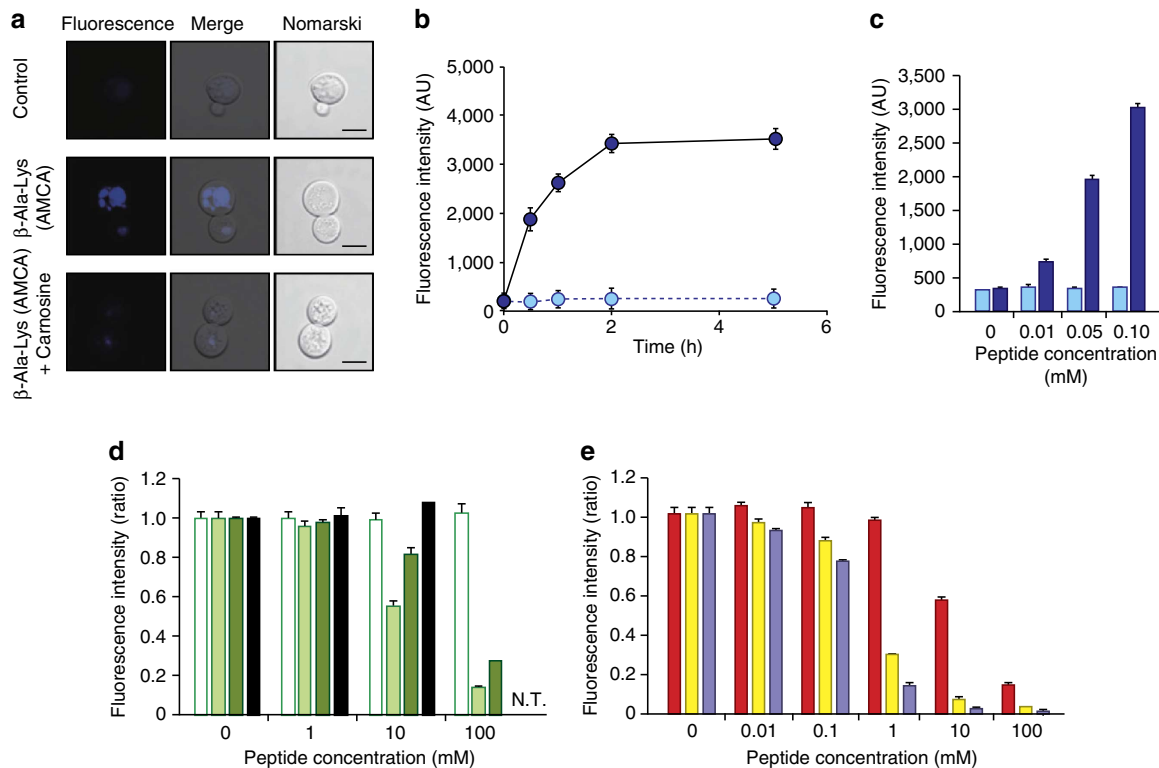 a
Fluorescence Merge Nomarski
Control
β-Ala-Lys
(AMCA)
β-Ala-Lys (AMCA)
+ Carnosine
b
Fluorescence intensity (AU)
5,000
4,000
3,000
2,000
1,000
0
0 2 4 6
Time (h)
c
Fluorescence intensity (AU)
3,500
3,000
2,500
2,000
1,500
1,000
500
0
0 0.01 0.05 0.10
Peptide concentration
(mM)
d
Fluorescence intensity (ratio)
1.2
1.0
0.8
0.6
0.4
0.2
0
N.T.
0 1 10 100
Peptide concentration (mM)
e
Fluorescence intensity (ratio)
1.2
1.0
0.8
0.6
0.4
0.2
0
0 0.01 0.1 1 10 100
Peptide concentration (mM)